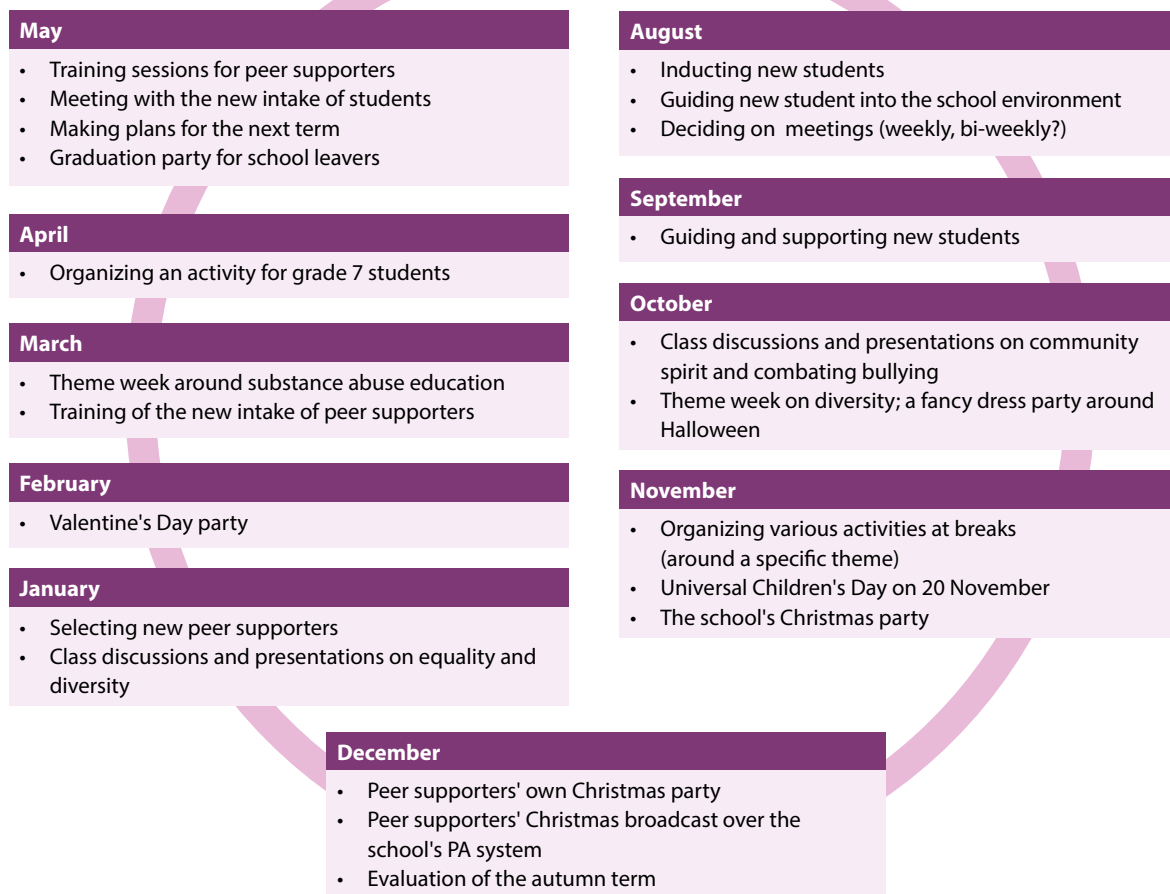 May
• Training sessions for peer supporters
• Meeting with the new intake of students
• Making plans for the next term
• Graduation party for school leavers
April
• Organizing an activity for grade 7 students
March
• Theme week around substance abuse education
• Training of the new intake of peer supporters
February
• Valentine's Day party
January
• Selecting new peer supporters
• Class discussions and presentations on equality and
diversity
August
• Inducting new students
• Guiding new student into the school environment
• Deciding on  meetings (weekly, bi-weekly?)
September
• Guiding and supporting new students
October
• Class discussions and presentations on community
spirit and combating bullying
• Theme week on diversity; a fancy dress party around
Halloween
November
• Organizing various activities at breaks
(around a specific theme)
• Universal Children's Day on 20 November
• The school's Christmas party
December
• Peer supporters' own Christmas party
• Peer supporters' Christmas broadcast over the
school's PA system
• Evaluation of the autumn term